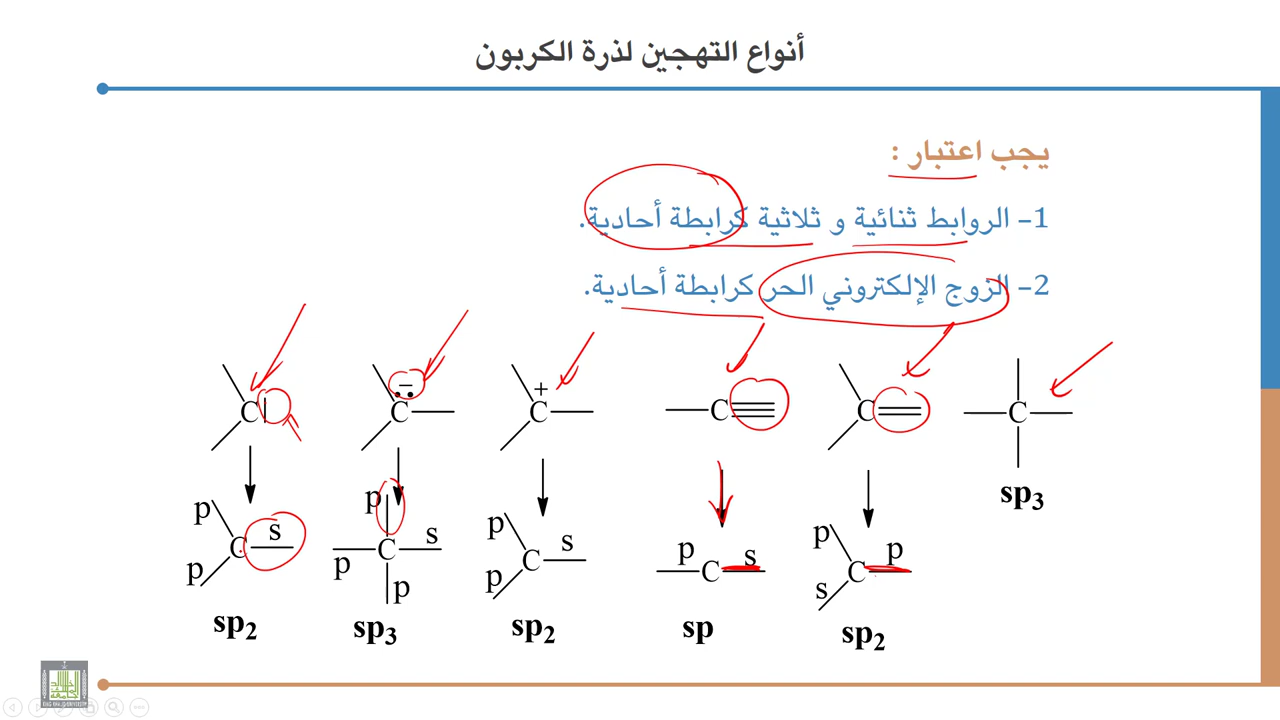 أنواع التهجين لذرة الكربون
يجب اعتبار :
1- الروابط ثنائية و ثلاثية كرابطة أحادية.
2- الزوج الإلكتروني الحر كرابطة أحادية.
C C − C + C C C
sp3
p C s p
p C s p p
p C s p
p C s
p C p s
sp2 sp3 sp2 sp sp2